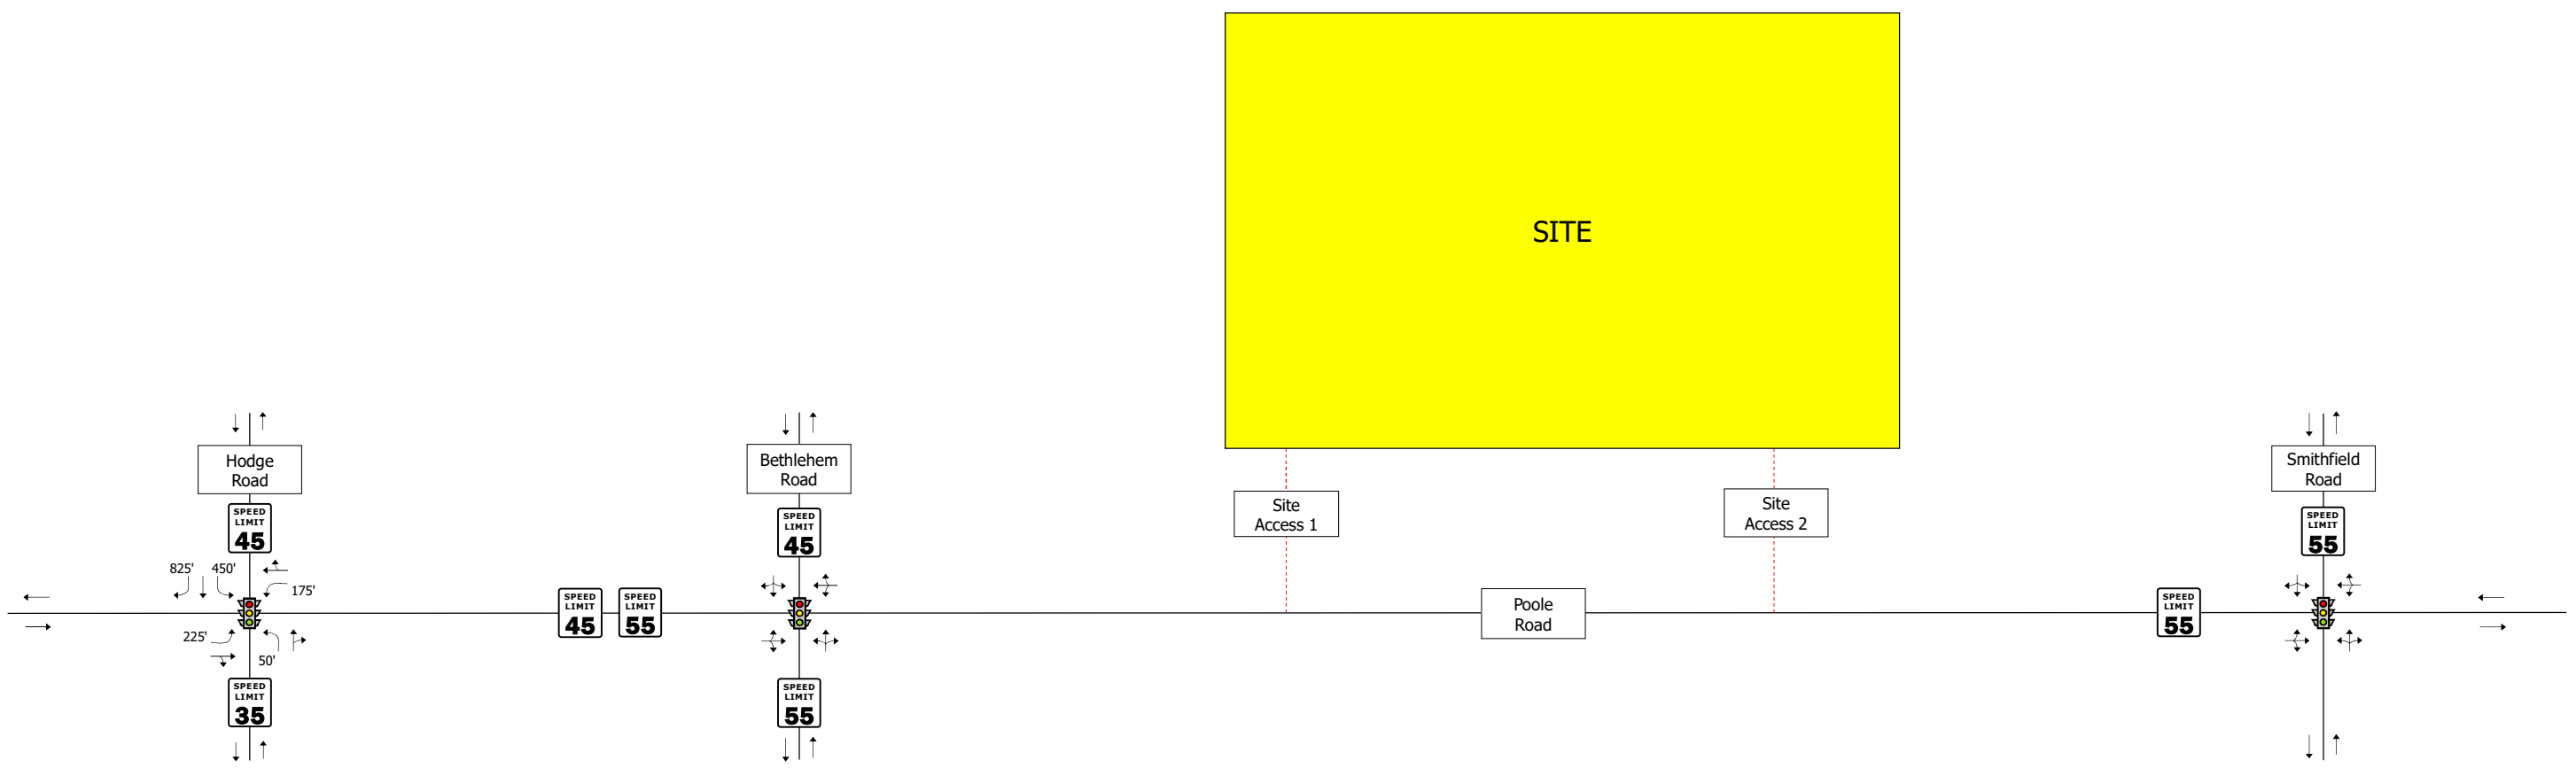 SITE
Hodge
Road
Bethlehem
Road
Smithfield
Road
Site
Access 1
Site
Access 2
SPEED
LIMIT
45
SPEED
LIMIT
45
SPEED
LIMIT
55
825'
450'
175'
SPEED
LIMIT
45
SPEED
LIMIT
55
Poole
Road
SPEED
LIMIT
55
225'
50'
SPEED
LIMIT
35
SPEED
LIMIT
55